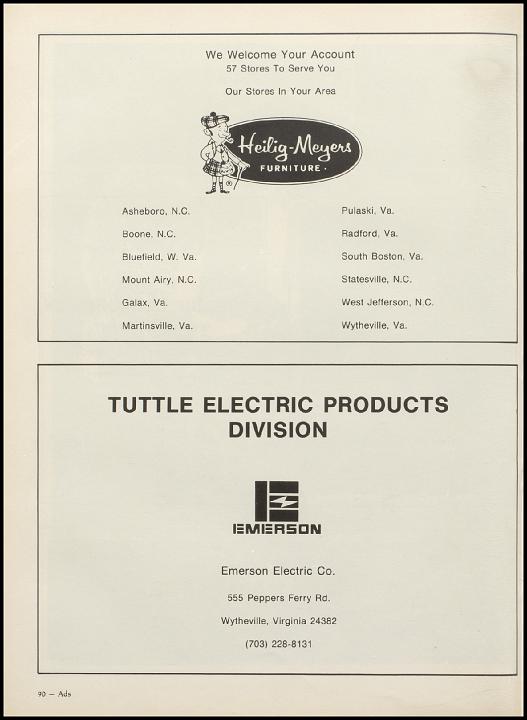 We Welcome Your Account
57 Stores To Serve You
Our Stores In Your Area
Heilig-Meyers
FURNITURE
®
Asheboro, N.C.
Boone, N.C.
Bluefield, W. Va.
Mount Airy, N.C.
Galax, Va.
Martinsville, Va.
Pulaski, Va.
Radford, Va.
South Boston, Va.
Statesville, N.C.
West Jefferson, N.C.
Wytheville, Va.
TUTTLE ELECTRIC PRODUCTS
DIVISION
EMERSON
Emerson Electric Co.
555 Peppers Ferry Rd.
Wytheville, Virginia 24382
(703) 228-8131
90 — Ads